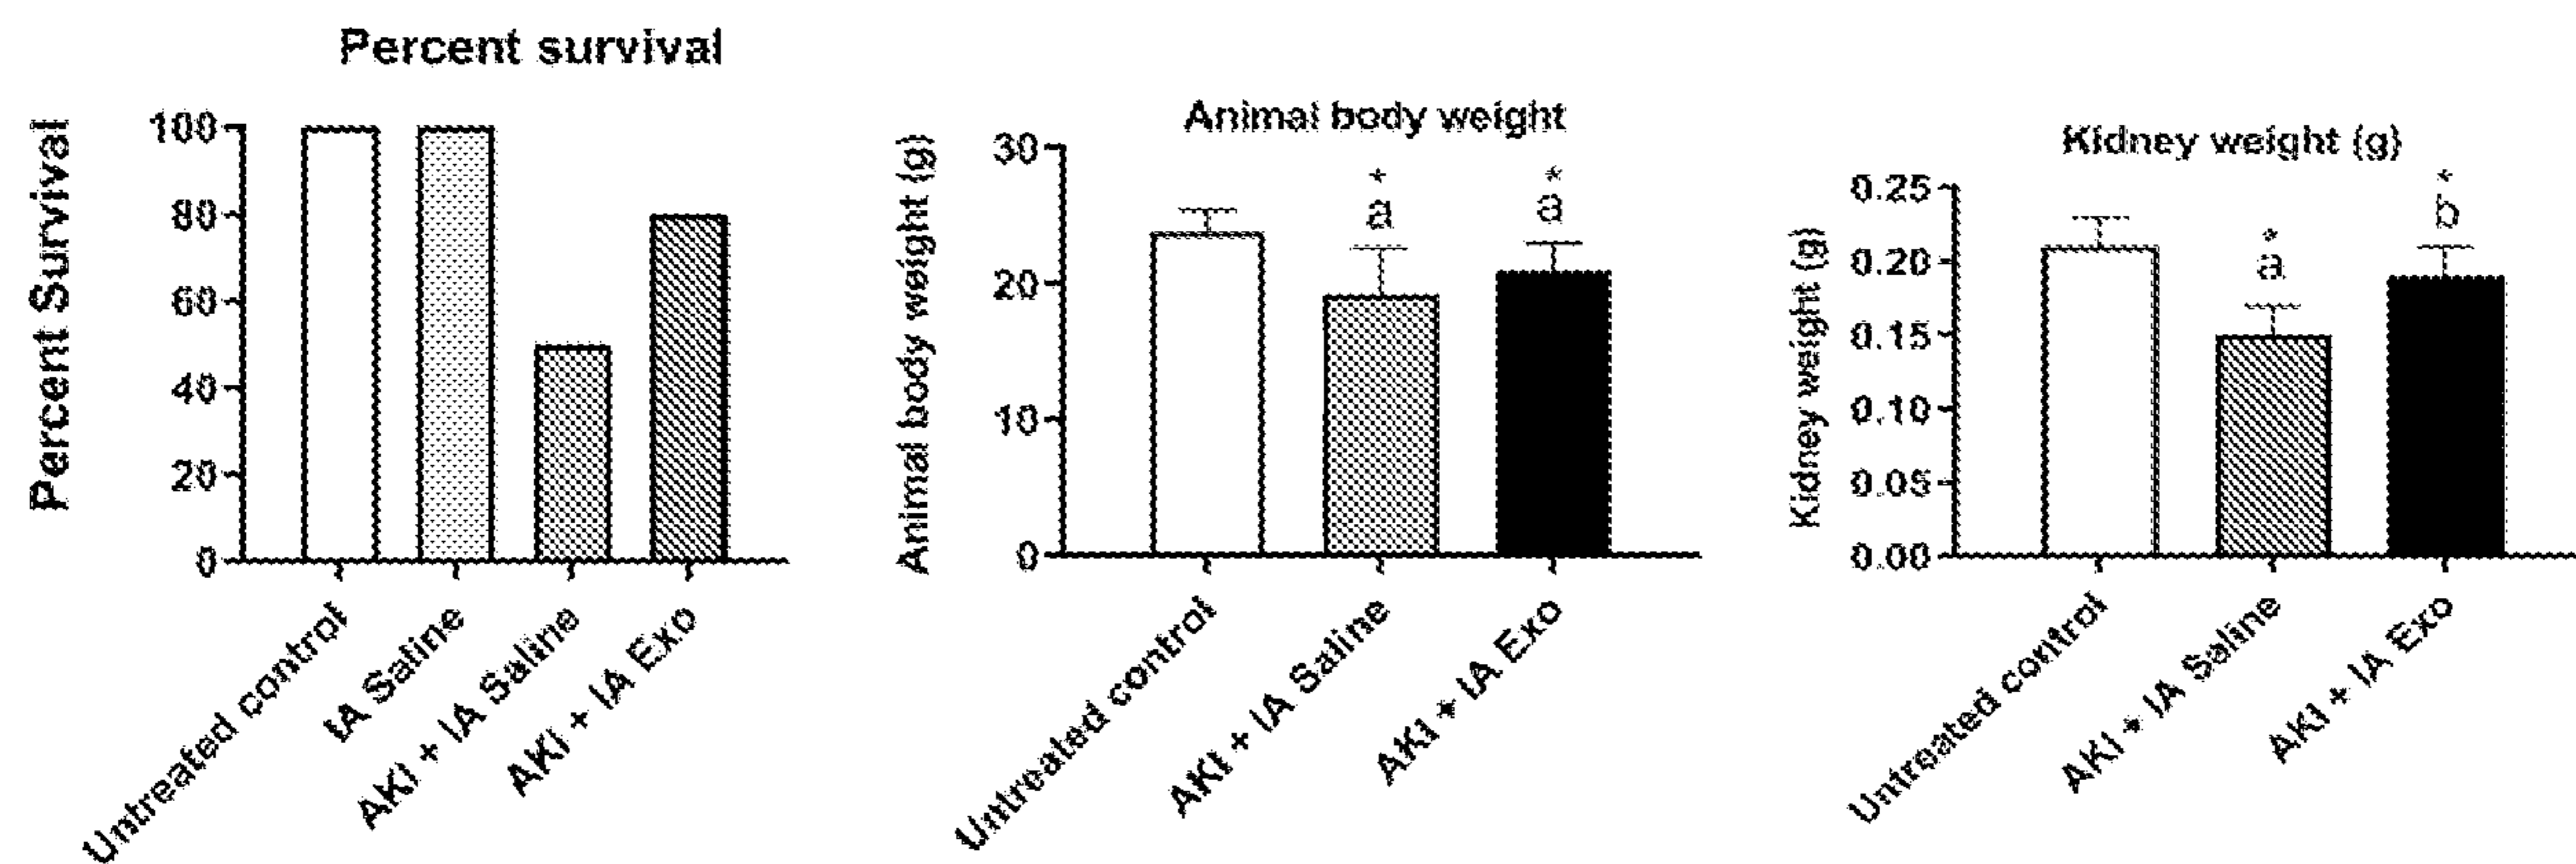 Percent survival
Percent Survival
100
80
60
40
20
0
Untreated control
IA Saline
AKI + IA Saline
AKI + IA Exo
Animal body weight
Animal body weight (g)
30
20
10
0
*
a
*
a
Untreated control
AKI + IA Saline
AKI + IA Exo
Kidney weight (g)
Kidney weight (g)
0.25
0.20
0.15
0.10
0.05
0.00
*
a
*
b
Untreated control
AKI + IA Saline
AKI + IA Exo